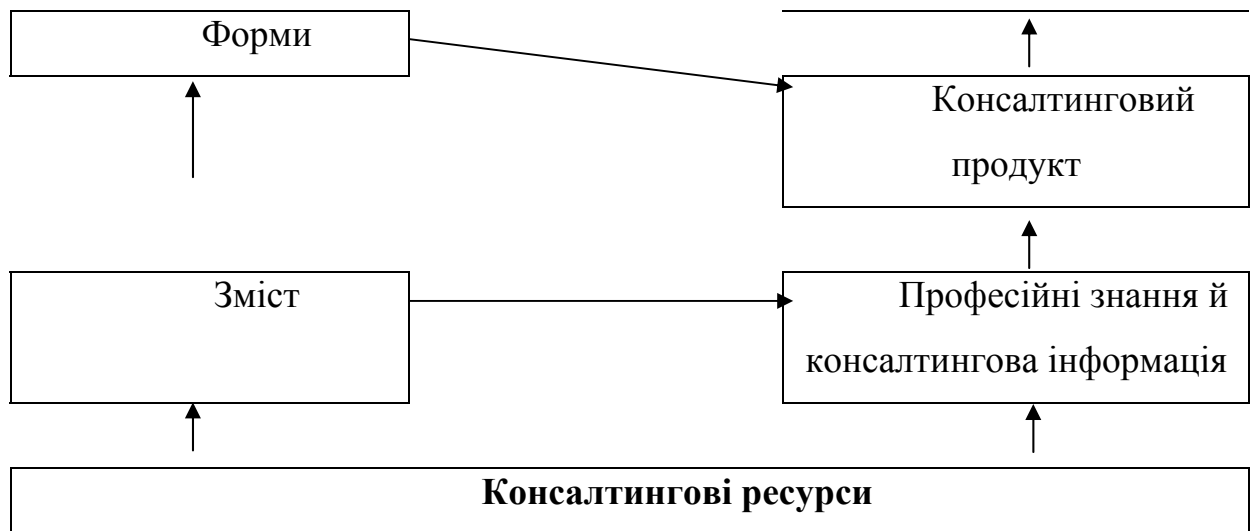 Форми
Консалтинговий
продукт
Зміст
Професійні знання й
консалтингова інформація
Консалтингові ресурси